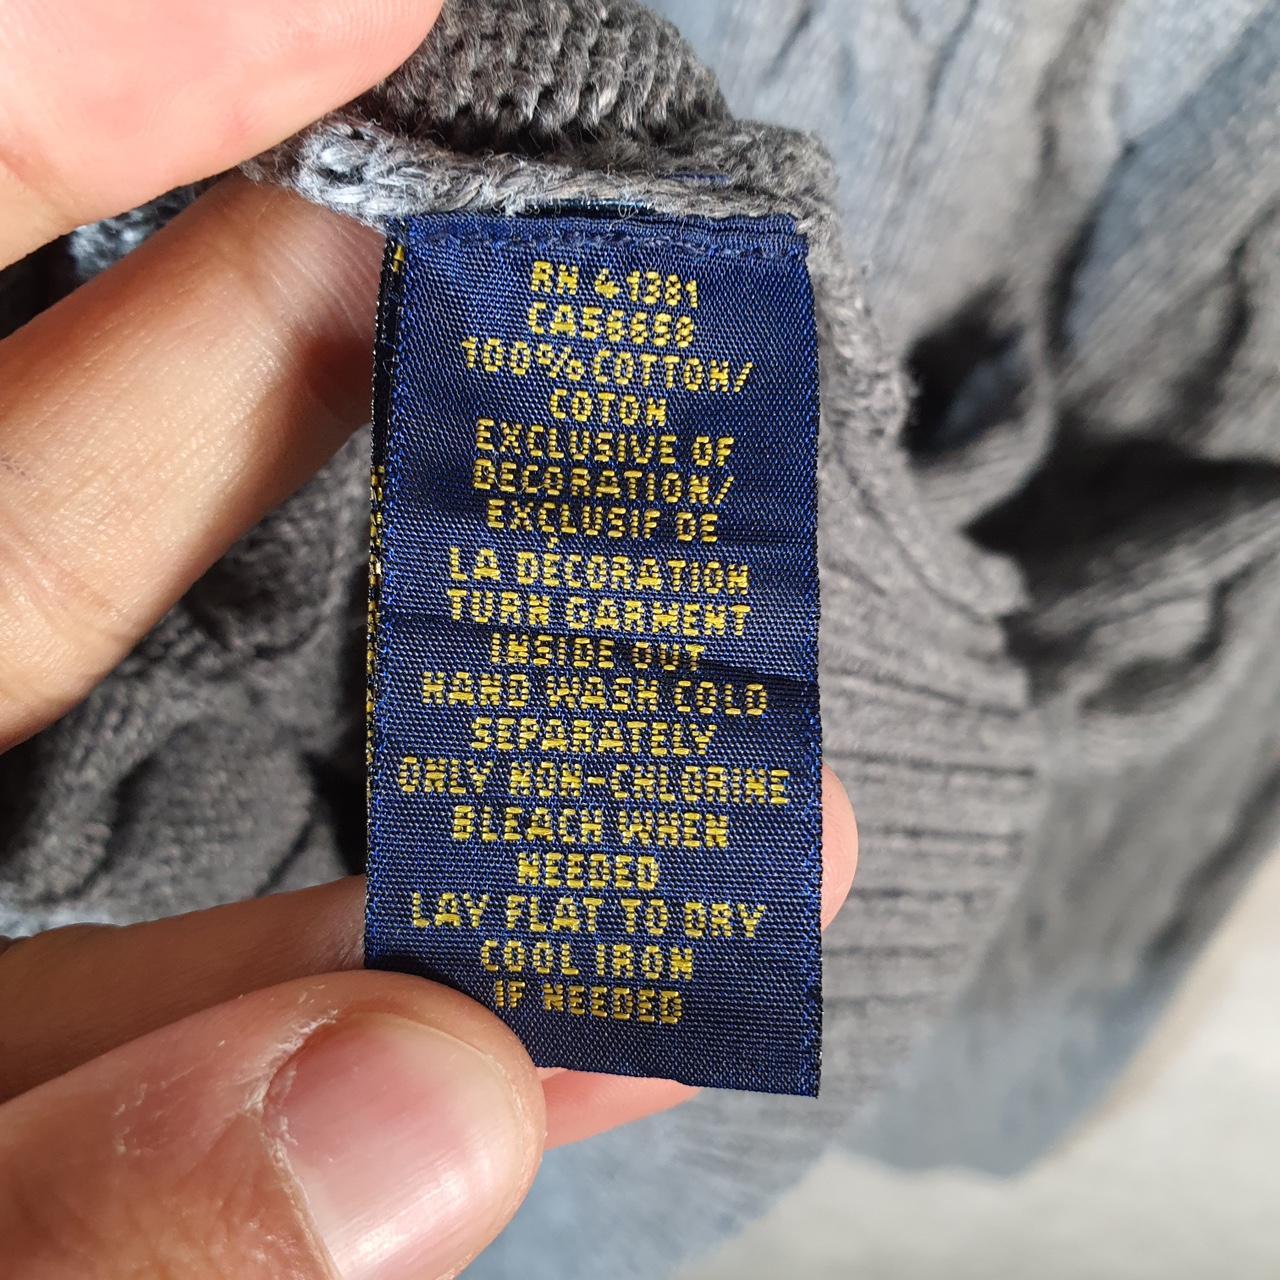 RN 41381
CA56658
100% COTTON/
COTON
EXCLUSIVE OF
DECORATION/
EXCLUSIF DE
LA DÉCORATION
TURN GARMENT
INSIDE OUT
HAND WASH COLD
SEPARATELY
ONLY NON-CHLORINE
BLEACH WHEN
NEEDED
LAY FLAT TO DRY
COOL IRON
IF NEEDED